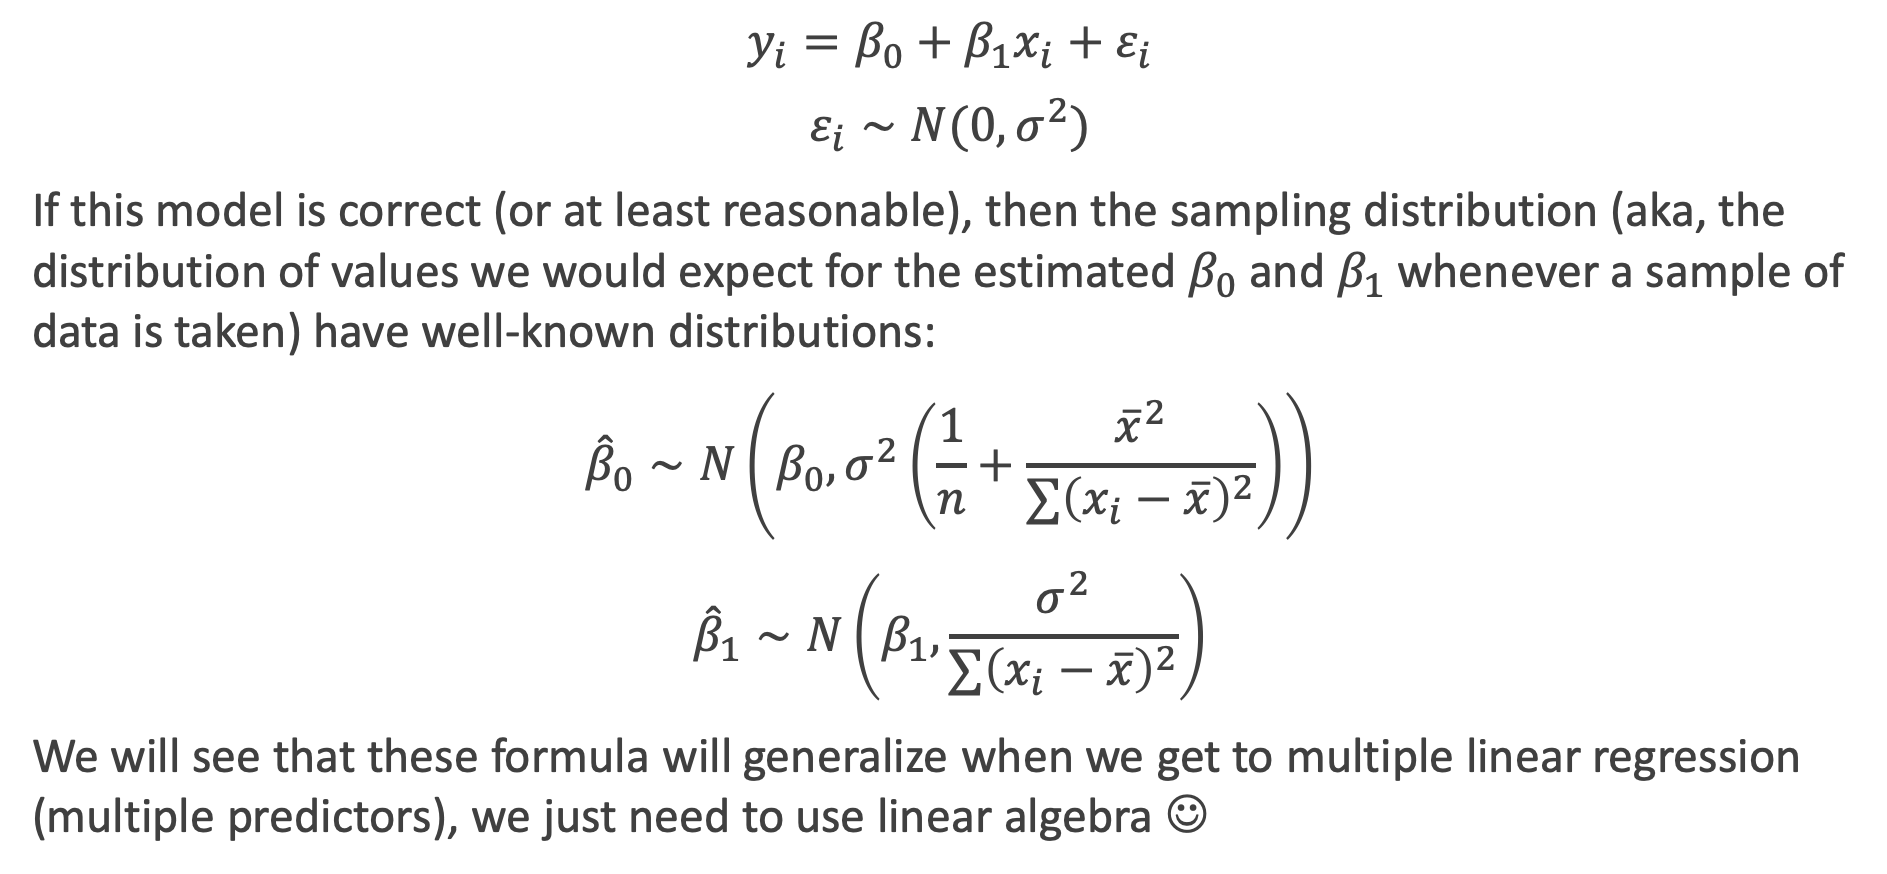 yᵢ = β₀ + β₁xᵢ + εᵢ
εᵢ ~ N(0, σ²)
If this model is correct (or at least reasonable), then the sampling distribution (aka, the
distribution of values we would expect for the estimated β₀ and β₁ whenever a sample of
data is taken) have well-known distributions:
β̂₀ ~ N(β₀, σ²(1/n + x̄²/∑(xᵢ − x̄)²))
β̂₁ ~ N(β₁, σ²/∑(xᵢ − x̄)²)
We will see that these formula will generalize when we get to multiple linear regression
(multiple predictors), we just need to use linear algebra ☺